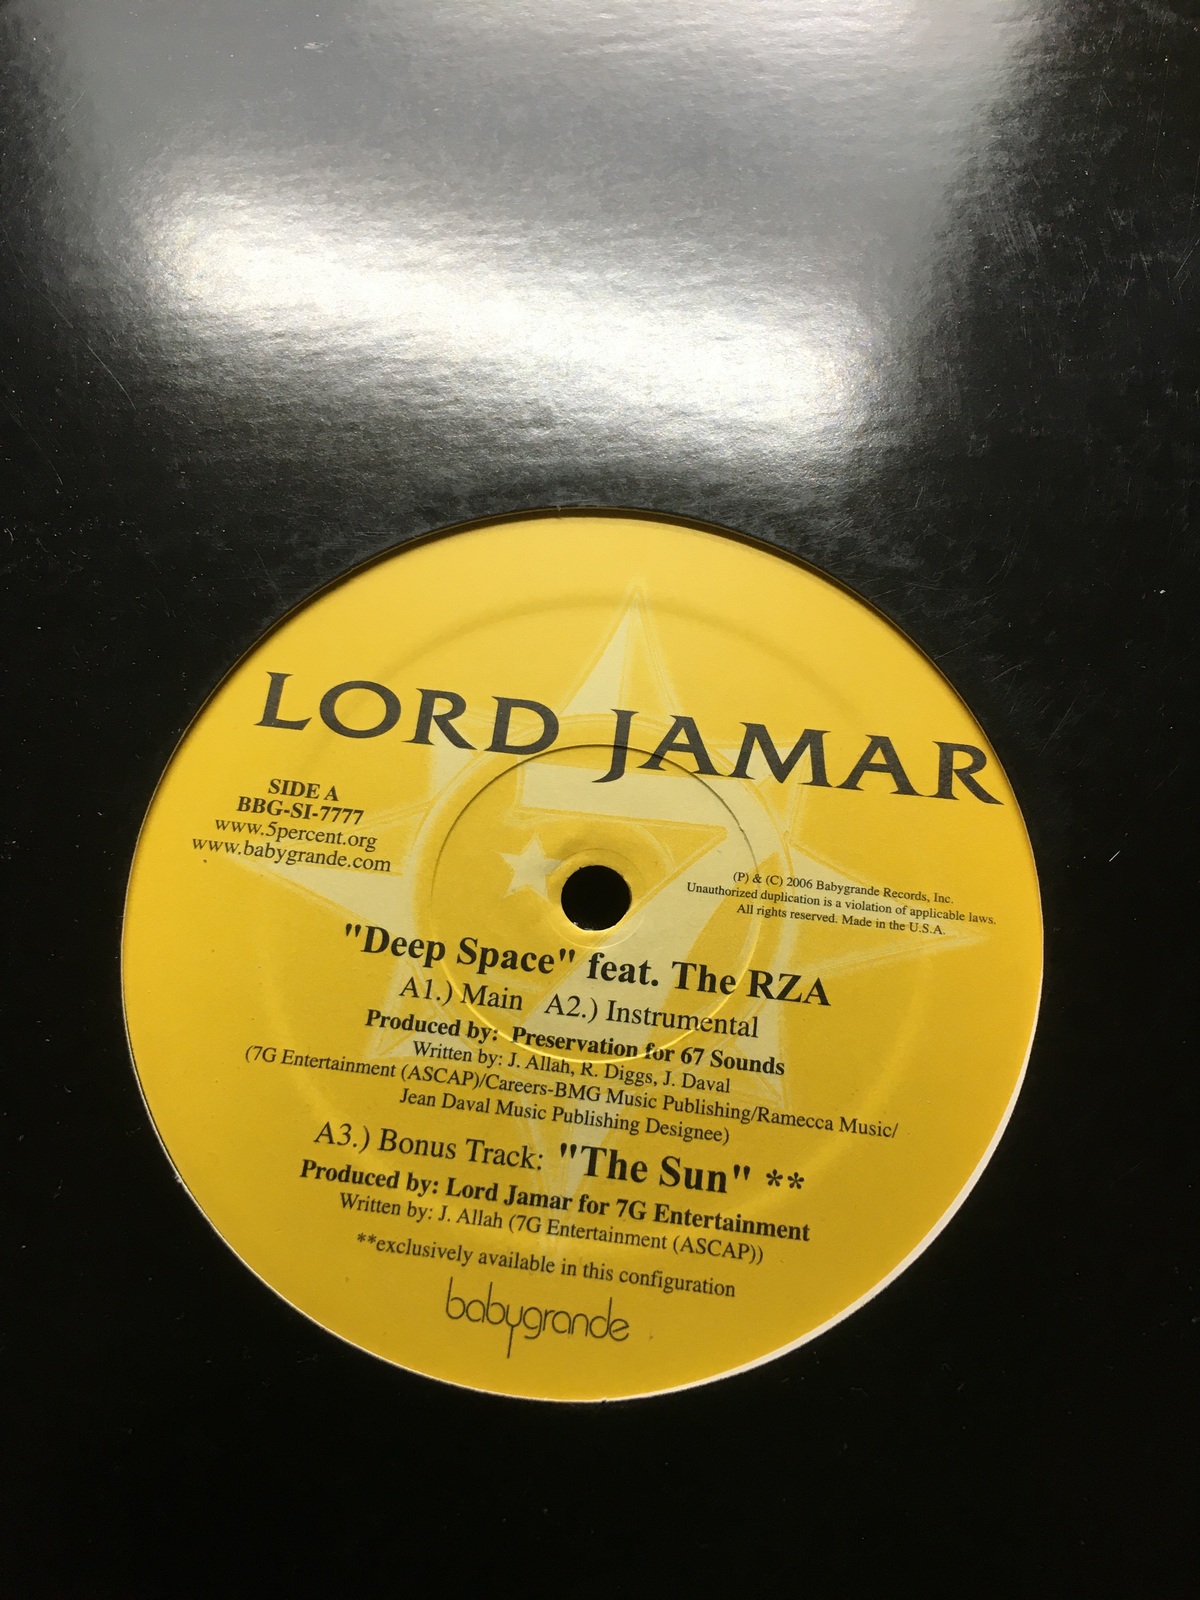 LORD JAMAR
SIDE A
BBG-SI-7777
www.5percent.org
www.babygrande.com
(P) & (C) 2006 Babygrande Records, Inc.
Unauthorized duplication is a violation of applicable laws.
All rights reserved. Made in the U.S.A.
"Deep Space" feat. The RZA
A1.) Main A2.) Instrumental
Produced by: Preservation for 67 Sounds
Written by: J. Allah, R. Diggs, J. Daval
(7G Entertainment (ASCAP)/Careers-BMG Music Publishing/Ramecca Music/
Jean Daval Music Publishing Designee)
A3.) Bonus Track: "The Sun" **
Produced by: Lord Jamar for 7G Entertainment
Written by: J. Allah (7G Entertainment (ASCAP))
**exclusively available in this configuration
babygrande
7